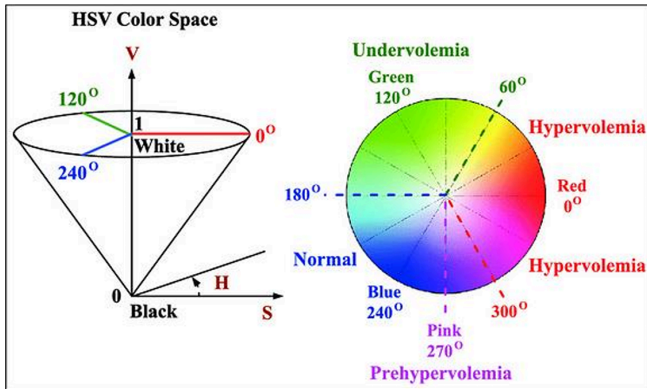 HSV Color Space
V
120°
1
White
0°
240°
0
Black
H
S
Undervolemia
Green
120°
60°
Hypervolemia
180°
Red
0°
Normal
Hypervolemia
Blue
240°
300°
Pink
270°
Prehypervolemia